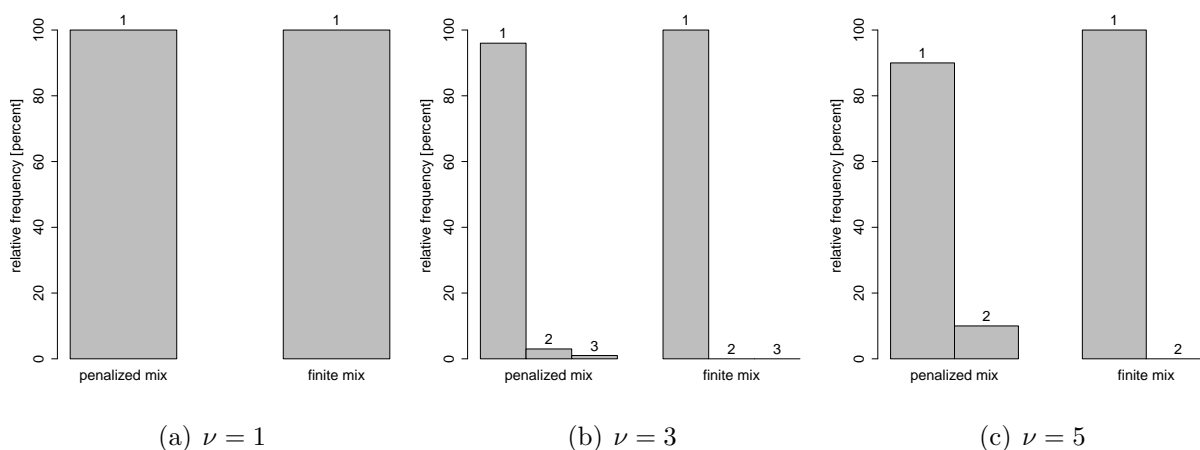 relative frequency [percent]
0 20 40 60 80 100
1 1
penalized mix finite mix
(a) ν = 1
relative frequency [percent]
0 20 40 60 80 100
1 2 3 1 2 3
penalized mix finite mix
(b) ν = 3
relative frequency [percent]
0 20 40 60 80 100
1 2 1 2
penalized mix finite mix
(c) ν = 5